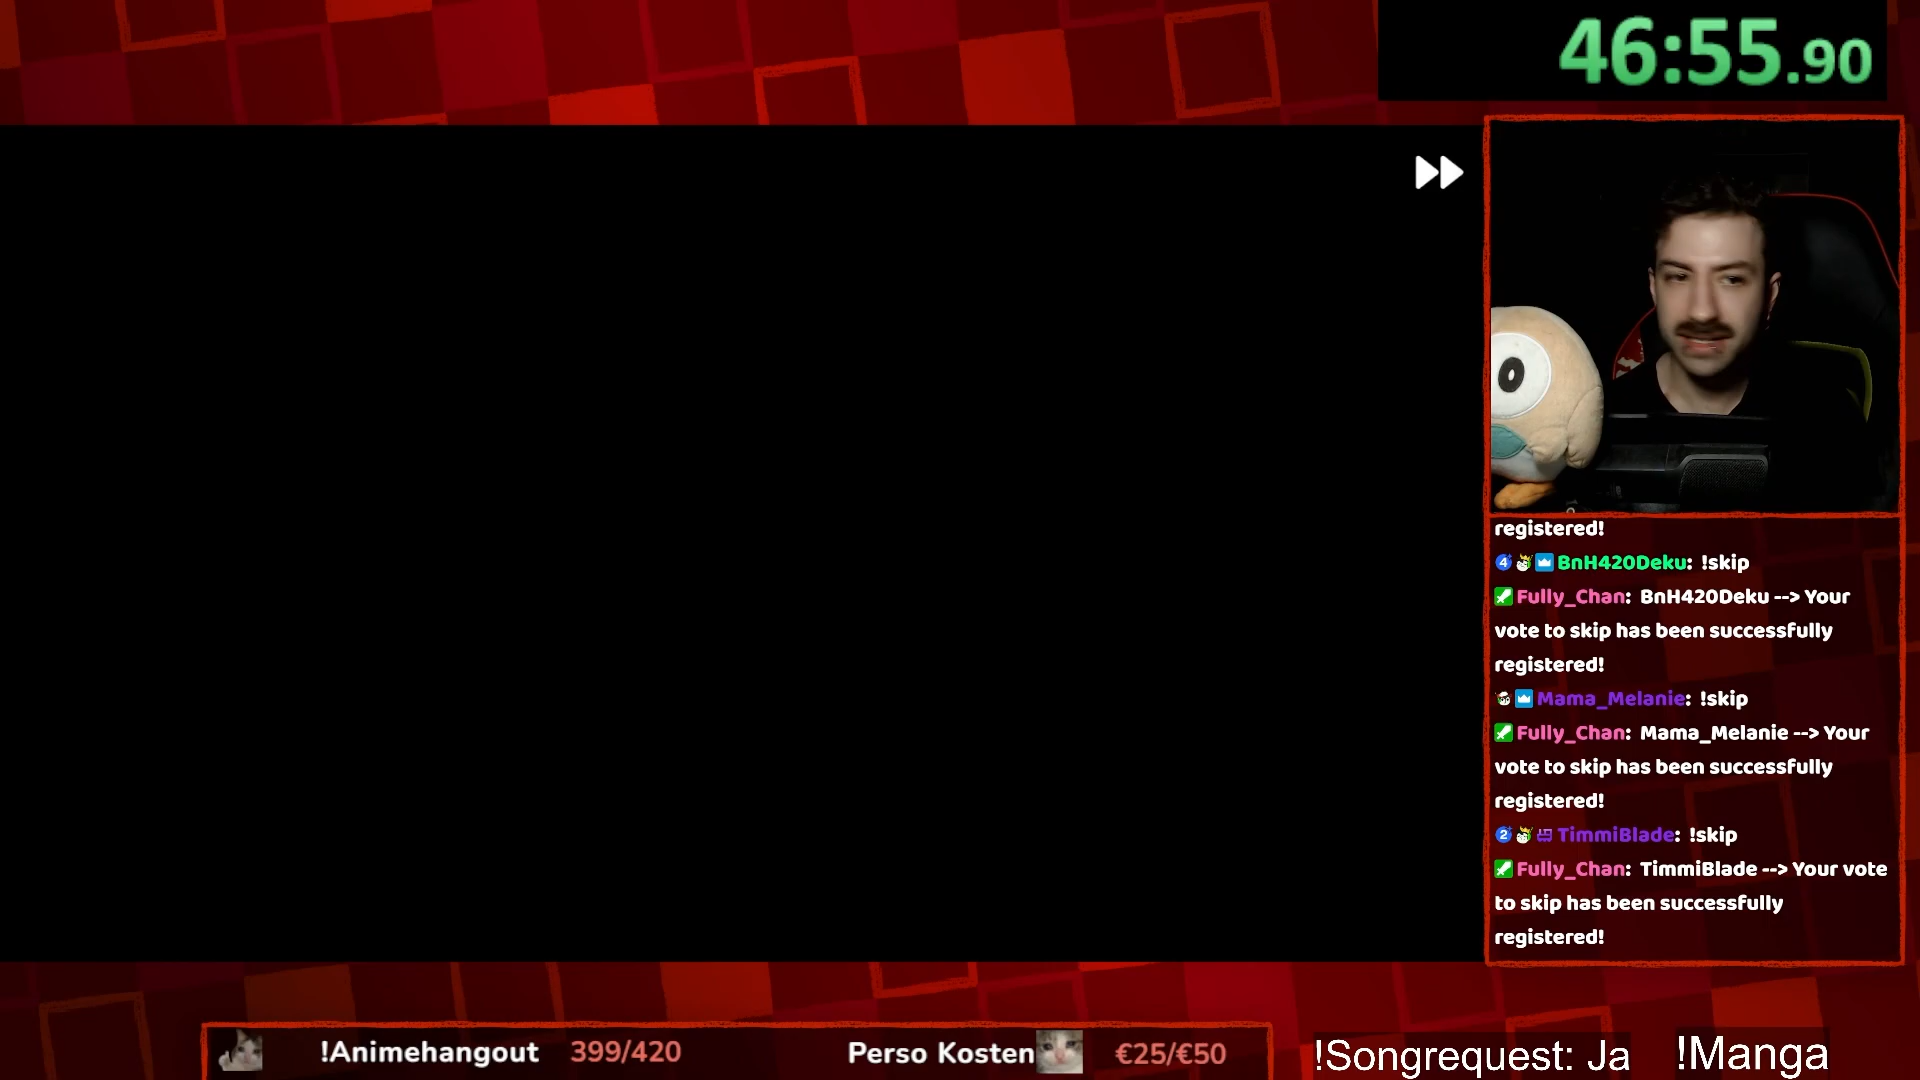 46:55.90
registered!
4 BnH420Deku: !skip
Fully_Chan: BnH420Deku --> Your
vote to skip has been successfully
registered!
Mama_Melanie: !skip
Fully_Chan: Mama_Melanie --> Your
vote to skip has been successfully
registered!
2 TimmiBlade: !skip
Fully_Chan: TimmiBlade --> Your vote
to skip has been successfully
registered!
!Animehangout 399/420 Perso Kosten €25/€50 !Songrequest: Ja !Manga